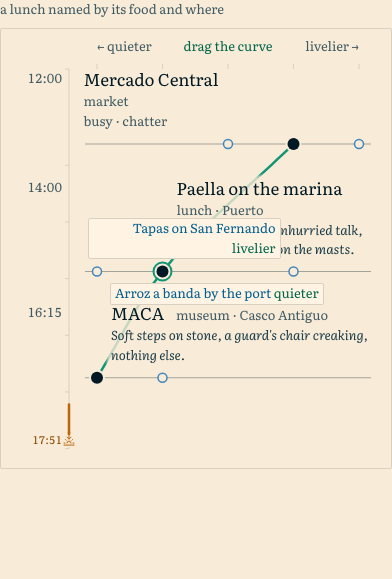 a lunch named by its food and where
← quieter drag the curve livelier →
12:00 Mercado Central
market
busy · chatter
14:00 Paella on the marina
lunch · Puerto
nhurried talk,
Tapas on San Fernando
livelier
n the masts.
Arroz a banda by the port quieter
16:15 MACA museum · Casco Antiguo
Soft steps on stone, a guard's chair creaking,
nothing else.
17:51